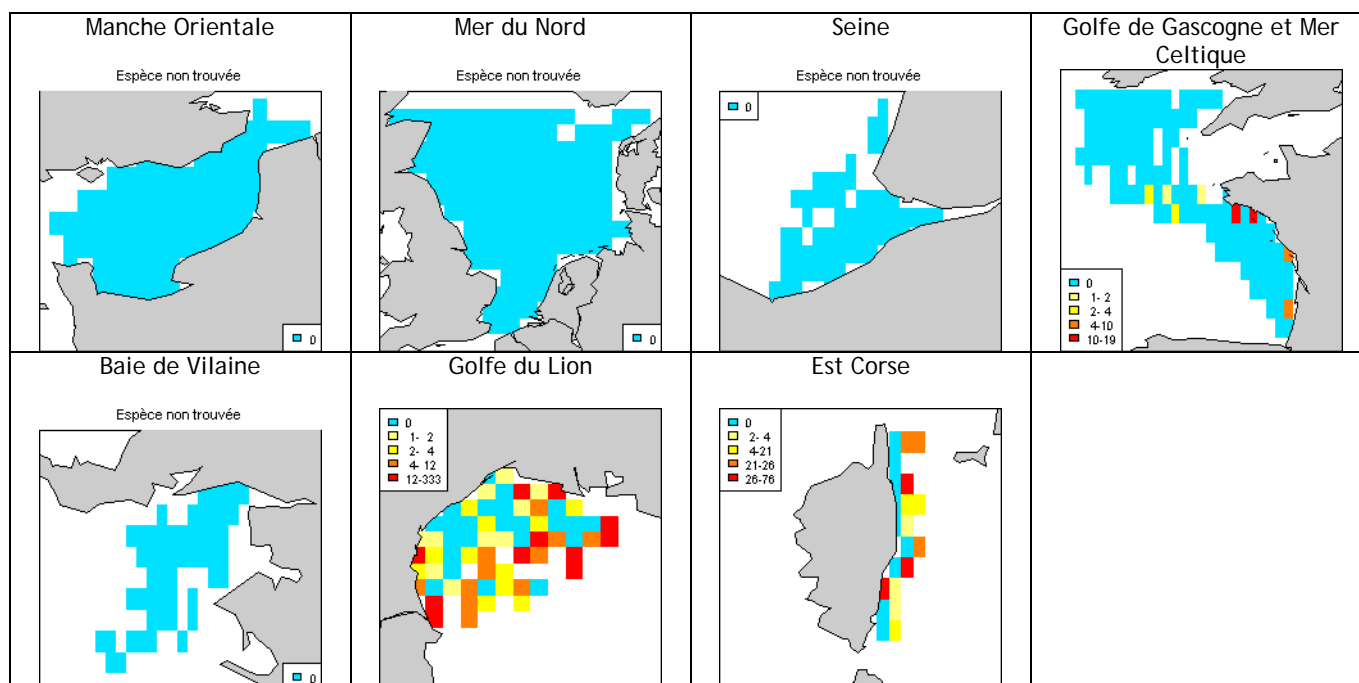 Manche Orientale
Espèce non trouvée
0
Mer du Nord
Espèce non trouvée
0
Seine
Espèce non trouvée
0
Golfe de Gascogne et Mer
Celtique
0
1- 2
2- 4
4-10
10-19
Baie de Vilaine
Espèce non trouvée
0
Golfe du Lion
0
1- 2
2- 4
4- 12
12-333
Est Corse
0
2- 4
4-21
21-26
26-76